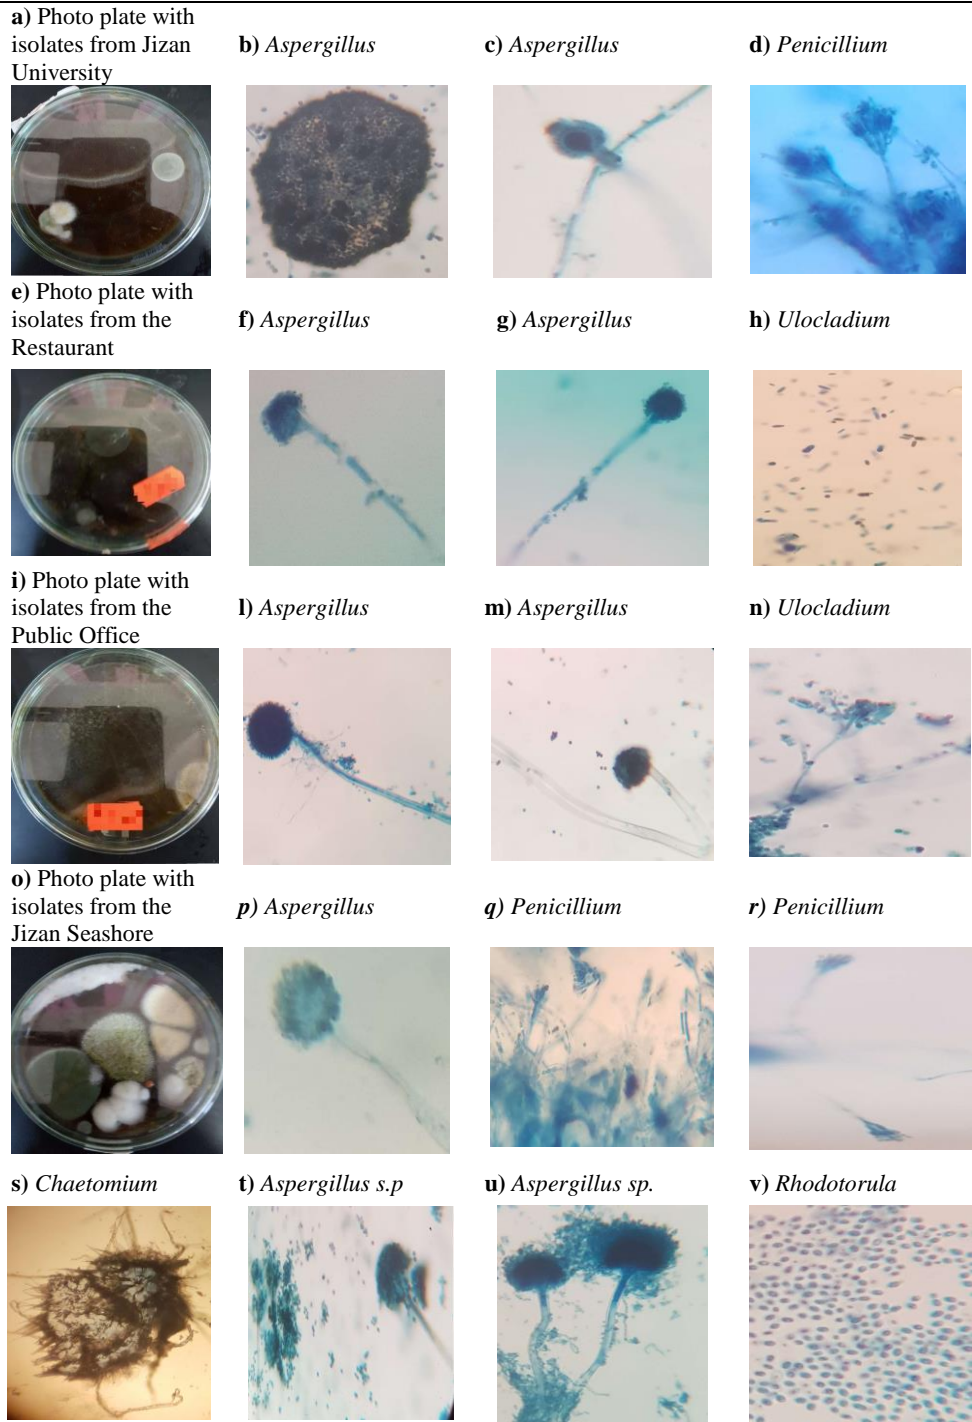 a) Photo plate with
isolates from Jizan
University
b) Aspergillus
c) Aspergillus
d) Penicillium
e) Photo plate with
isolates from the
Restaurant
f) Aspergillus
g) Aspergillus
h) Ulocladium
i) Photo plate with
isolates from the
Public Office
l) Aspergillus
m) Aspergillus
n) Ulocladium
o) Photo plate with
isolates from the
Jizan Seashore
p) Aspergillus
q) Penicillium
r) Penicillium
s) Chaetomium
t) Aspergillus s.p
u) Aspergillus sp.
v) Rhodotorula